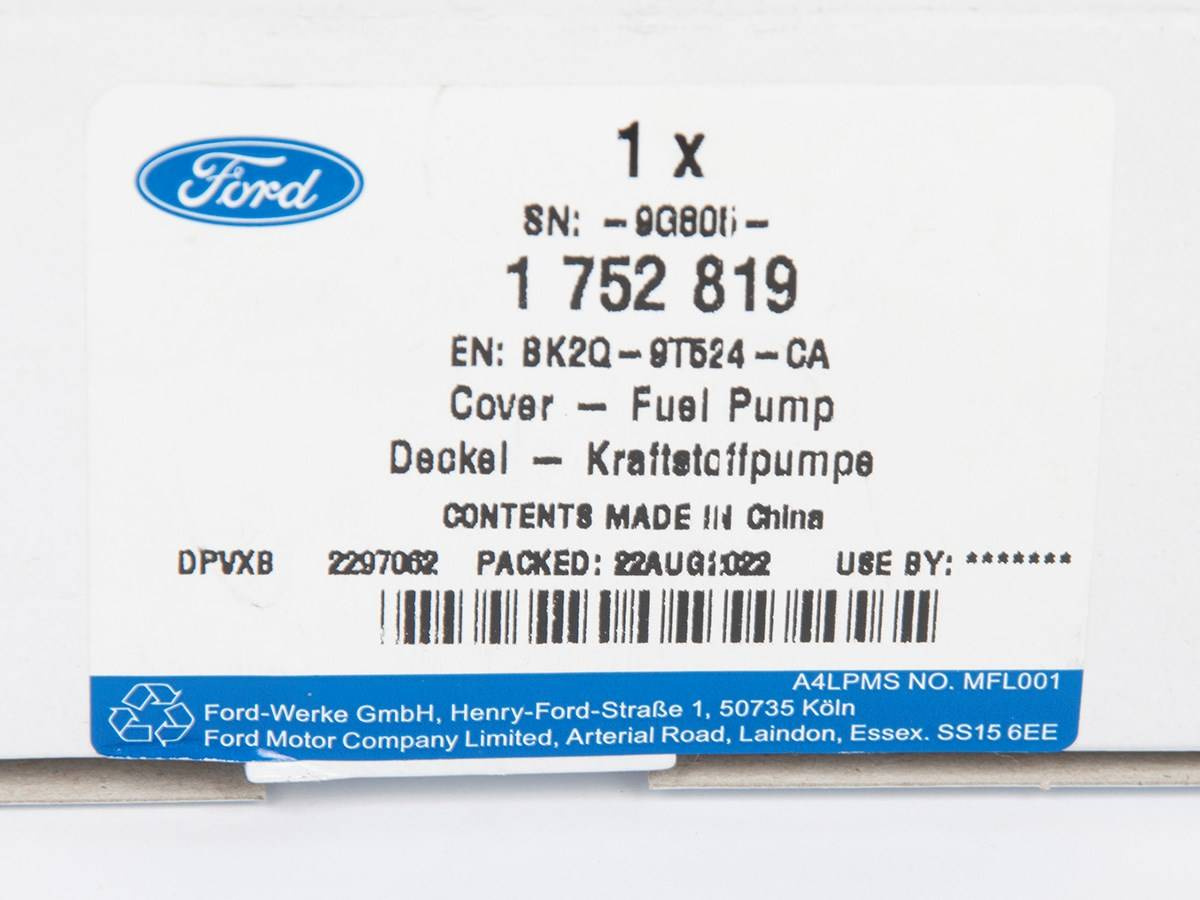 Ford
1 x
SN:
1 752 819
EN: BK2Q-9T524-CA
Cover - Fuel Pump
Deckel - Kraftstoffpumpe
CONTENTS MADE IN China
DPVXB 2297062 PACKED: 22AUG2022 USE BY: *******
A4LPMS NO. MFL001
Ford-Werke GmbH, Henry-Ford-Straße 1, 50735 Köln
Ford Motor Company Limited, Arterial Road, Laindon, Essex. SS15 6EE